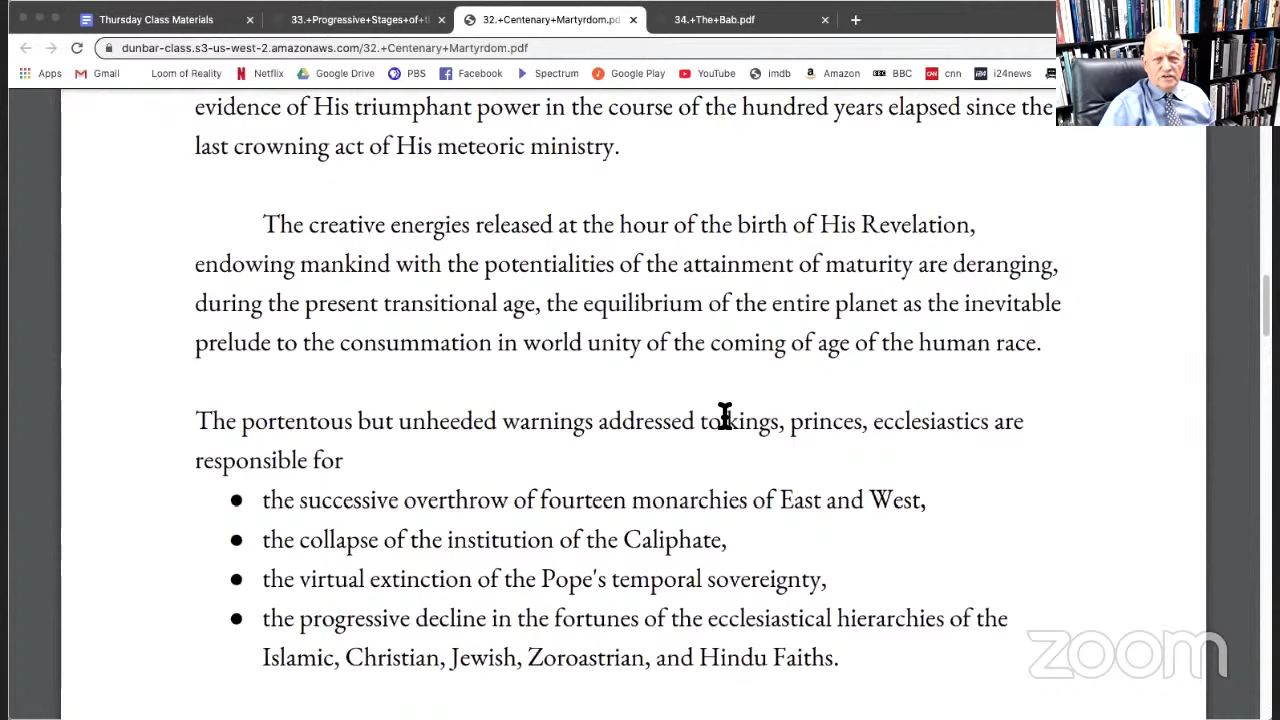 Thursday Class Materials
33.+Progressive+Stages+of+t
32.+Centenary+Martyrdom.pd
34.+The+Bab.pdf
dunbar-class.s3-us-west-2.amazonaws.com/32.+Centenary+Martyrdom.pdf
Apps Gmail Loom of Reality Netflix Google Drive PBS Facebook Spectrum Google Play YouTube imdb Amazon BBC cnn i24news
evidence of His triumphant power in the course of the hundred years elapsed since the
last crowning act of His meteoric ministry.
The creative energies released at the hour of the birth of His Revelation,
endowing mankind with the potentialities of the attainment of maturity are deranging,
during the present transitional age, the equilibrium of the entire planet as the inevitable
prelude to the consummation in world unity of the coming of age of the human race.
The portentous but unheeded warnings addressed to kings, princes, ecclesiastics are
responsible for
● the successive overthrow of fourteen monarchies of East and West,
● the collapse of the institution of the Caliphate,
● the virtual extinction of the Pope's temporal sovereignty,
● the progressive decline in the fortunes of the ecclesiastical hierarchies of the
Islamic, Christian, Jewish, Zoroastrian, and Hindu Faiths.
zoom